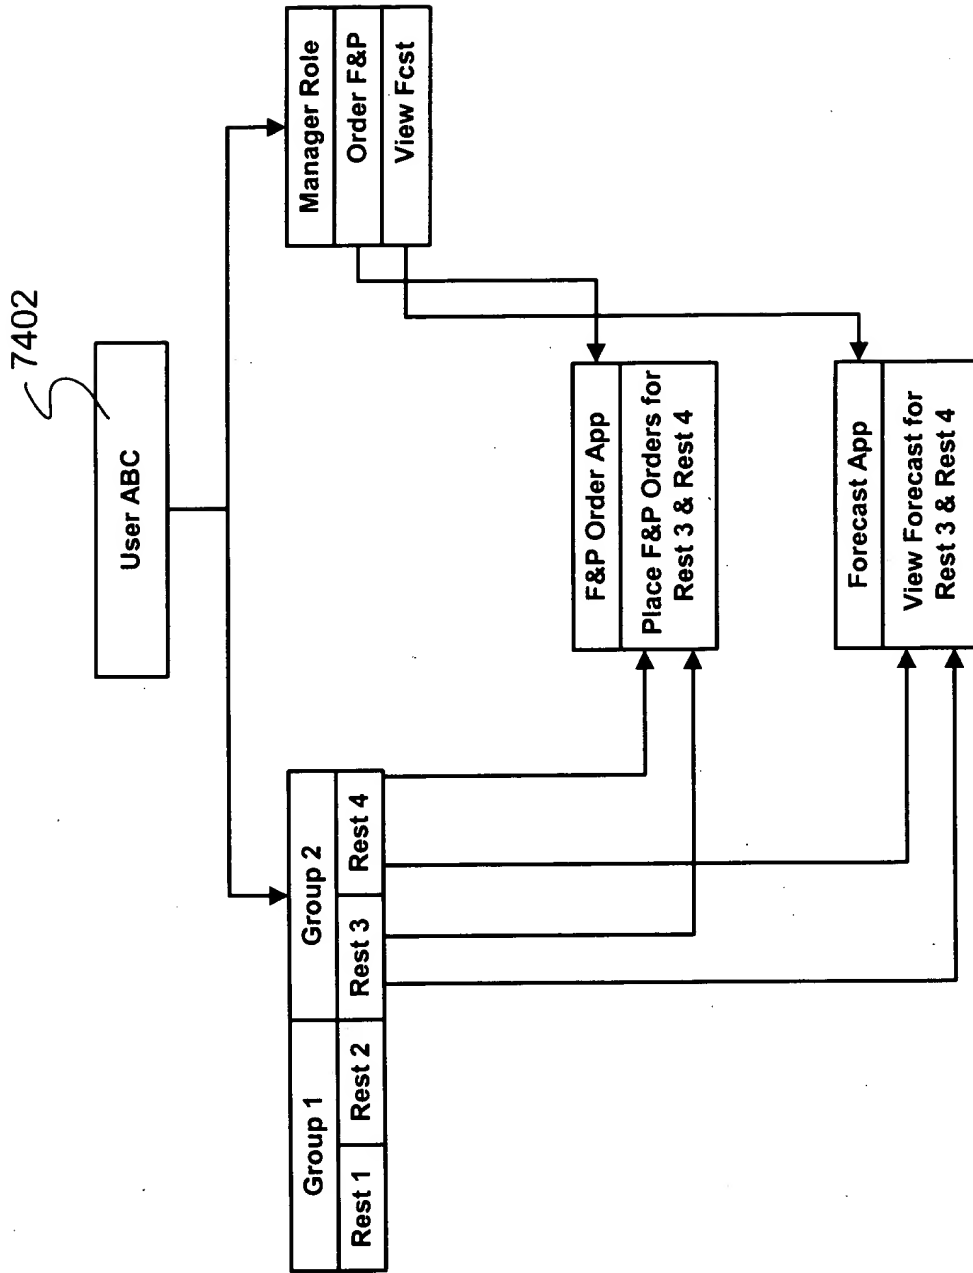 7402
User ABC
Group 1
Group 2
Rest 1
Rest 2
Rest 3
Rest 4
Manager Role
Order F&P
View Fcst
F&P Order App
Place F&P Orders for
Rest 3 & Rest 4
Forecast App
View Forecast for
Rest 3 & Rest 4